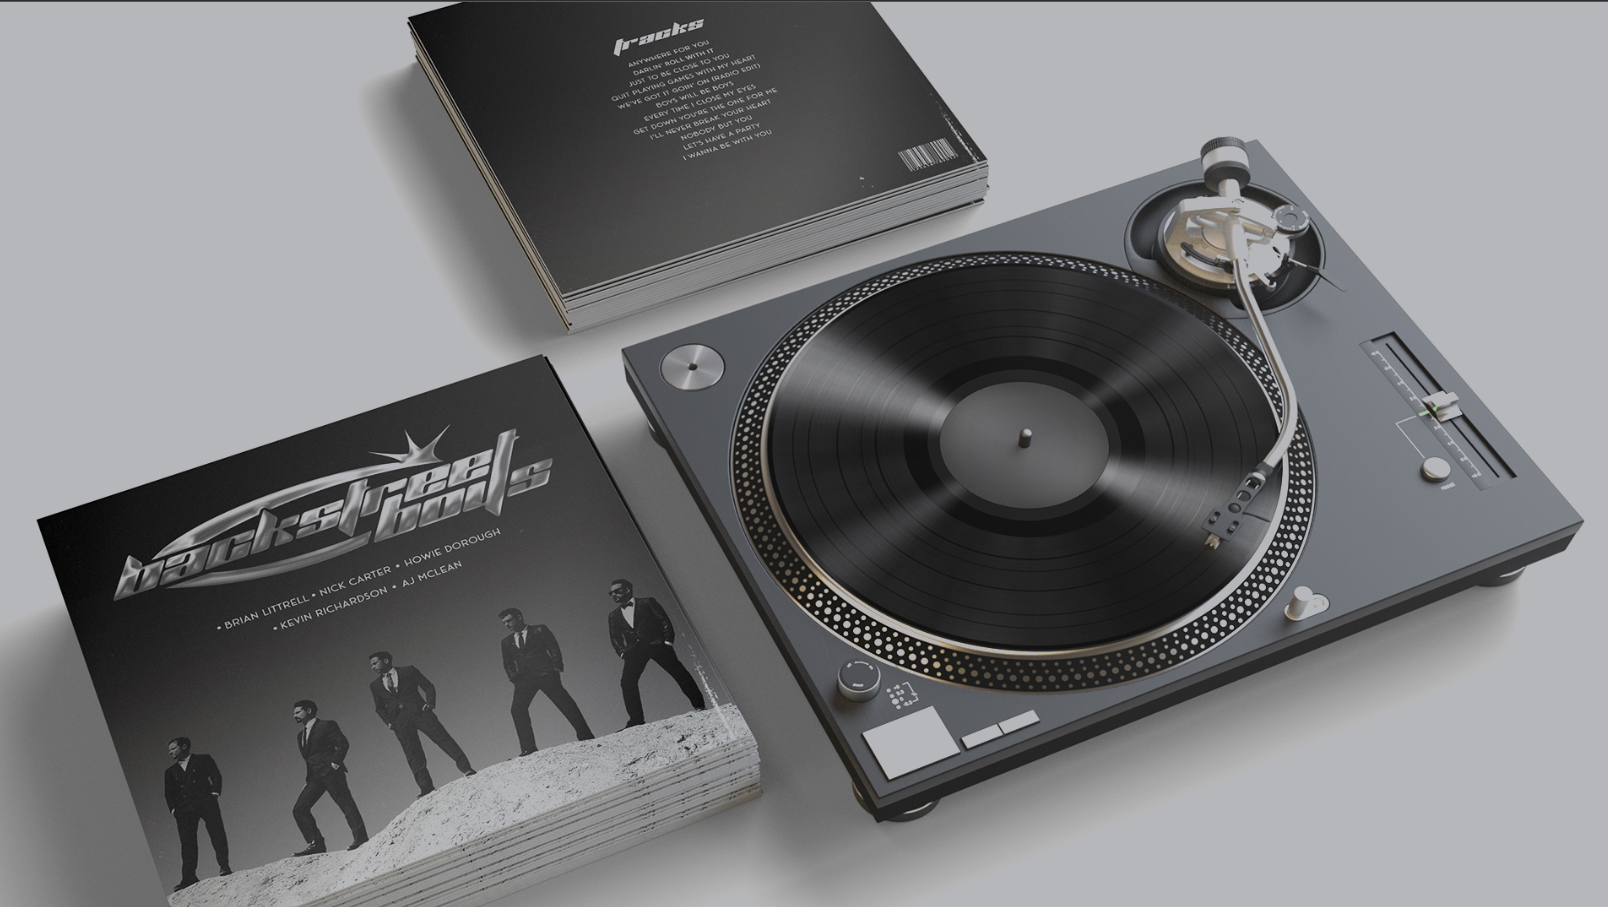 tracks
ANYWHERE FOR YOU
DARLIN' ROLL WITH IT
JUST TO BE CLOSE TO YOU
QUIT PLAYING GAMES WITH MY HEART
WE'VE GOT IT GOIN' ON (RADIO EDIT)
BOYS WILL BE BOYS
EVERY TIME I CLOSE MY EYES
GET DOWN YOU'RE THE ONE FOR ME
I'LL NEVER BREAK YOUR HEART
NOBODY BUT YOU
LET'S HAVE A PARTY
I WANNA BE WITH YOU
backstreet
boys
• BRIAN LITTRELL • NICK CARTER • HOWIE DOROUGH
• KEVIN RICHARDSON • AJ MCLEAN